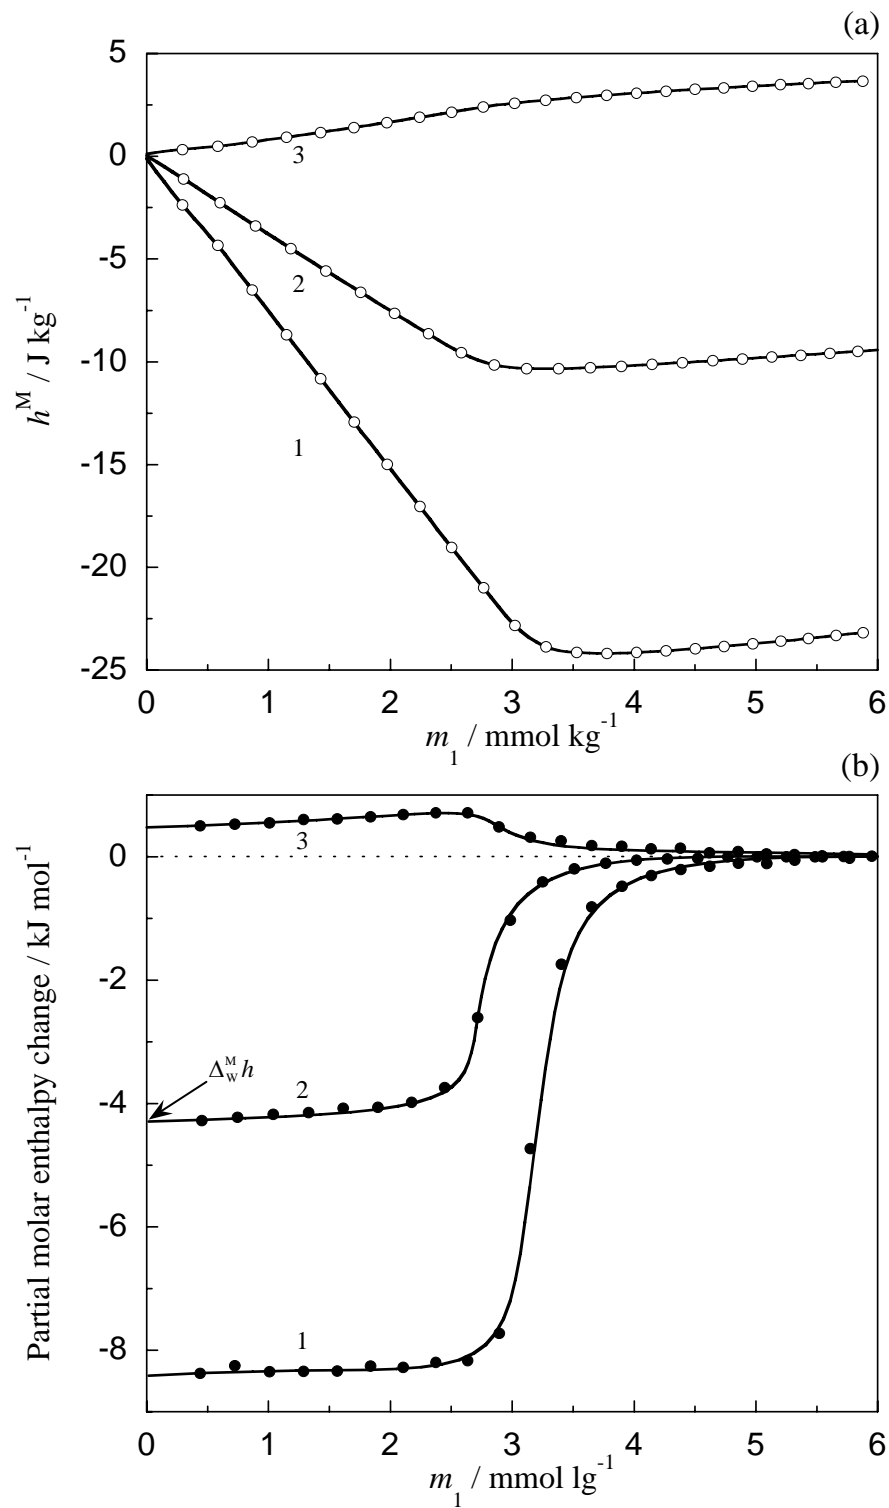 (a)
5
0
-5
-10
-15
-20
-25
h^M / J kg^-1
3
2
1
0 1 2 3 4 5 6
m_1 / mmol kg^-1
(b)
0
-2
-4
-6
-8
Partial molar enthalpy change / kJ mol^-1
3
Δ_W^M h
2
1
0 1 2 3 4 5 6
m_1 / mmol lg^-1